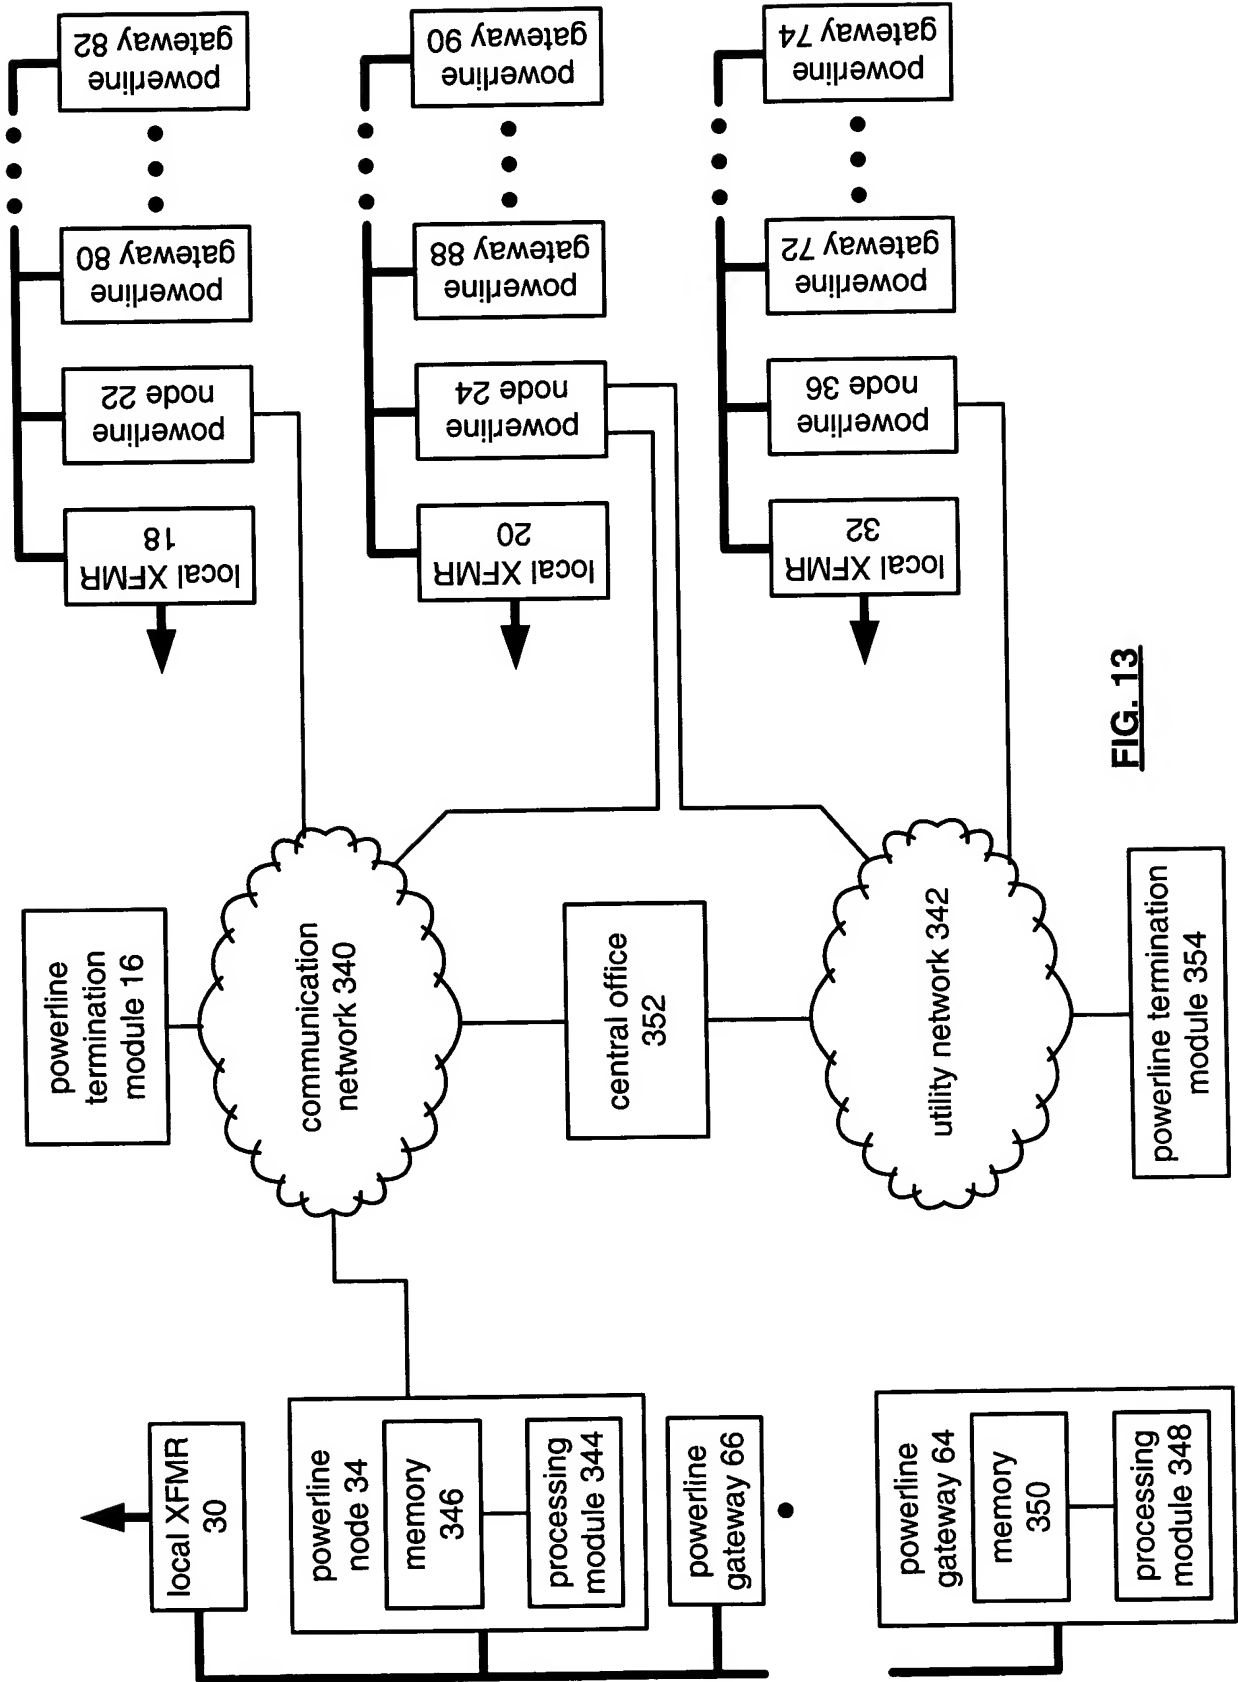 powerline
gateway 82
powerline
gateway 80
powerline
node 22
local XFMR
18
powerline
gateway 90
powerline
gateway 88
powerline
node 24
local XFMR
20
powerline
gateway 74
powerline
gateway 72
powerline
node 36
local XFMR
32
powerline
termination
module 16
communication
network 340
central office
352
utility network 342
powerline termination
module 354
local XFMR
30
powerline
node 34
memory
346
processing
module 344
powerline
gateway 66
powerline
gateway 64
memory
350
processing
module 348
FIG. 13